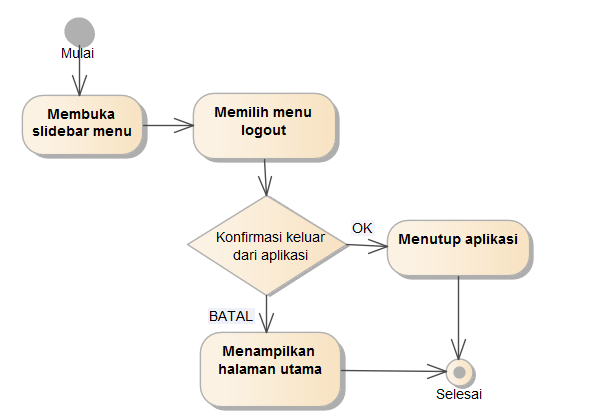 Mulai
Membuka
slidebar menu
Memilih menu
logout
Konfirmasi keluar
dari aplikasi
OK
Menutup aplikasi
BATAL
Menampilkan
halaman utama
Selesai